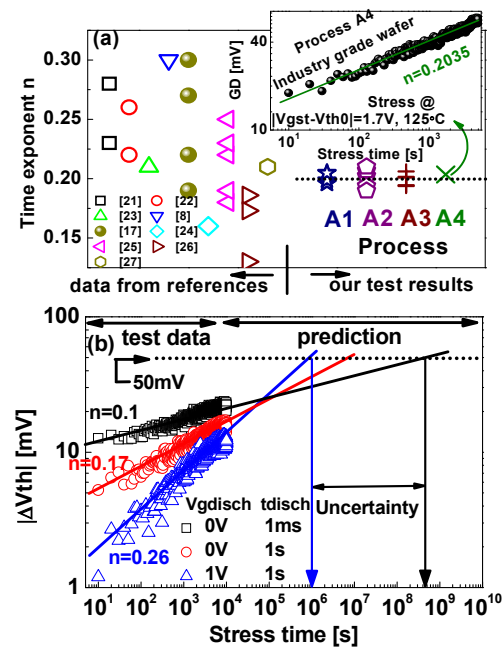 (a)
Time exponent n
0.30
0.25
0.20
0.15
Process A4
Industry grade wafer
n=0.2035
GD [mV]
40
10
Stress @
|Vgst-Vth0|=1.7V, 125°C
10¹ 10² 10³
Stress time [s]
[21] [22]
[23] [8]
[17] [24]
[25] [26]
[27]
A1 A2 A3 A4
Process
data from references
our test results
(b)
test data
prediction
50mV
|ΔVth| [mV]
100
10
1
n=0.1
n=0.17
n=0.26
Vgdisch tdisch
0V 1ms
0V 1s
1V 1s
Uncertainty
10¹ 10² 10³ 10⁴ 10⁵ 10⁶ 10⁷ 10⁸ 10⁹ 10¹⁰
Stress time [s]